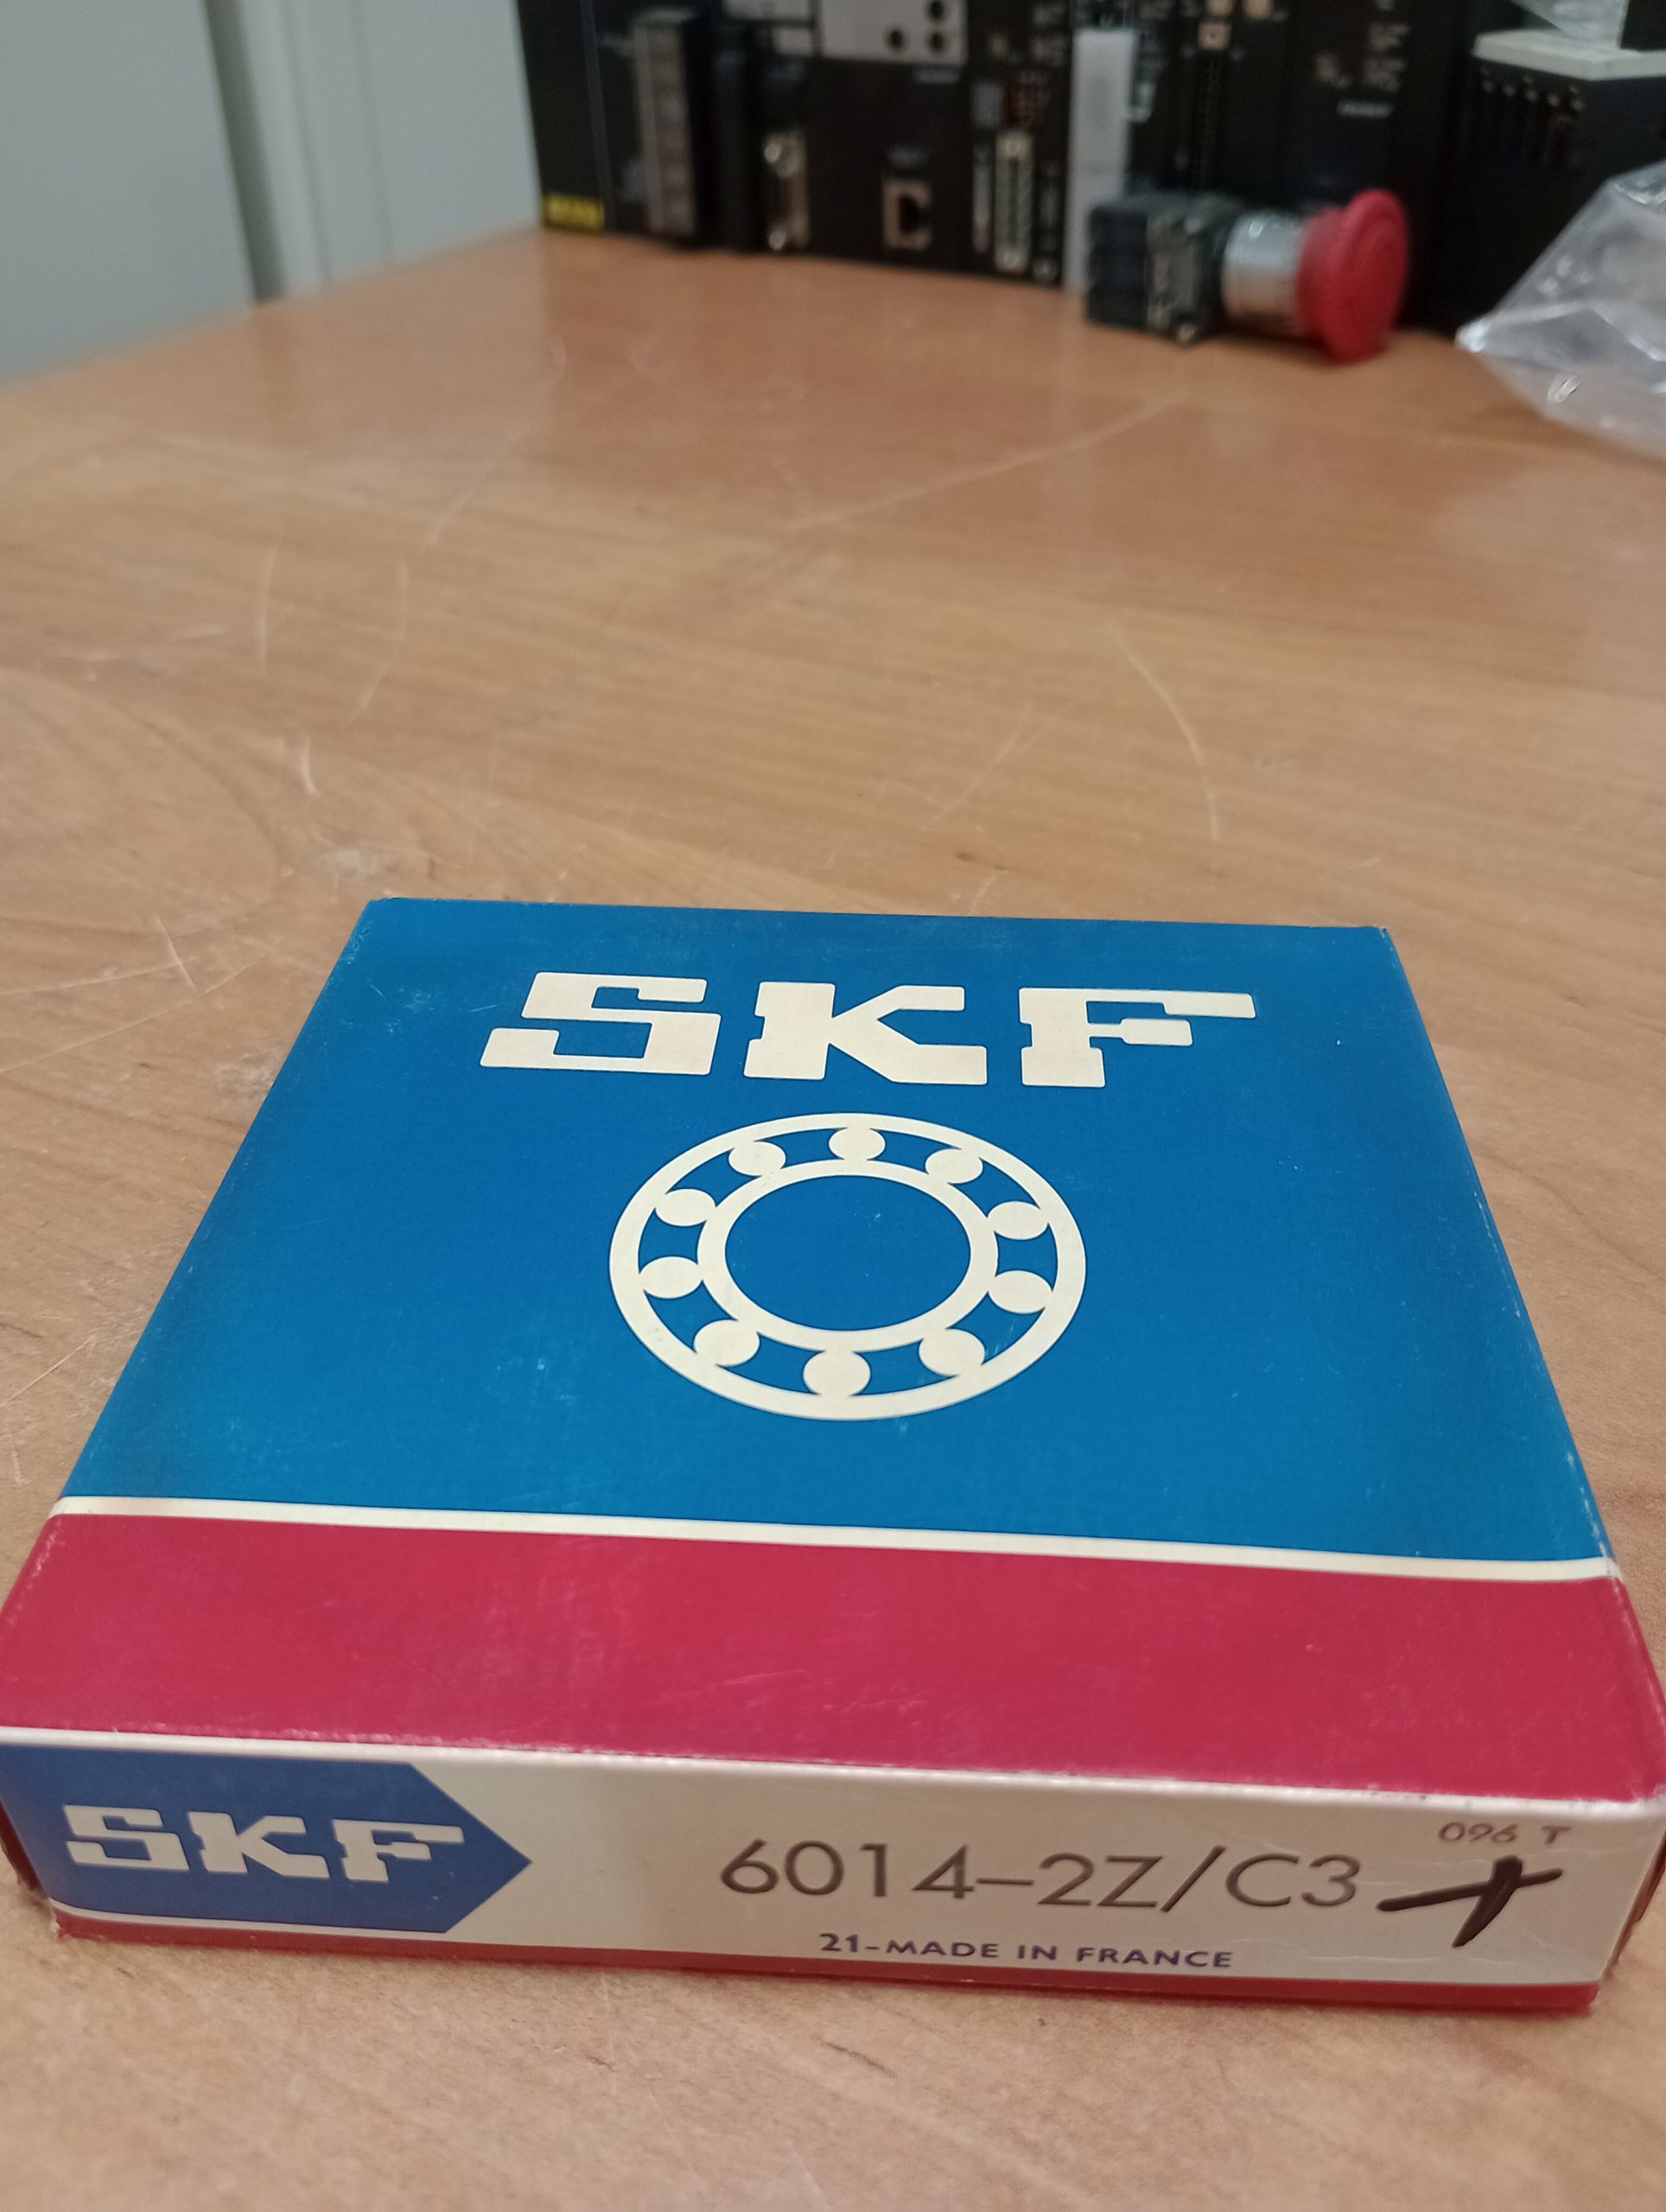 SKF
SKF
096 T
6014-2Z/C3
21-MADE IN FRANCE